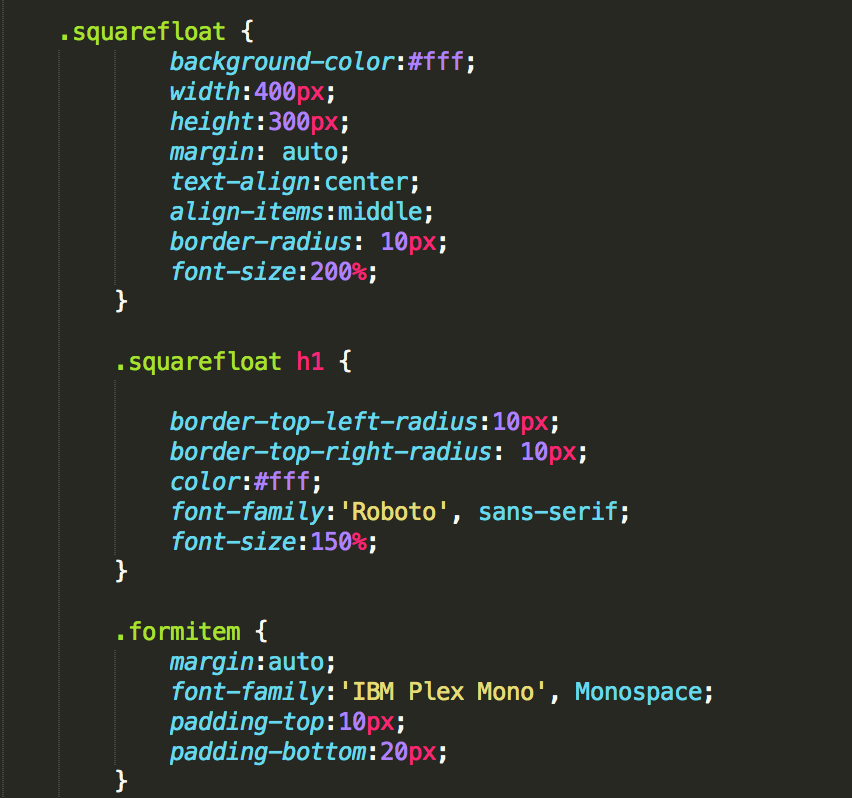 .squarefloat {
background-color:#fff;
width:400px;
height:300px;
margin: auto;
text-align:center;
align-items:middle;
border-radius: 10px;
font-size:200%;
}
.squarefloat h1 {
border-top-left-radius:10px;
border-top-right-radius: 10px;
color:#fff;
font-family:'Roboto', sans-serif;
font-size:150%;
}
.formitem {
margin:auto;
font-family:'IBM Plex Mono', Monospace;
padding-top:10px;
padding-bottom:20px;
}